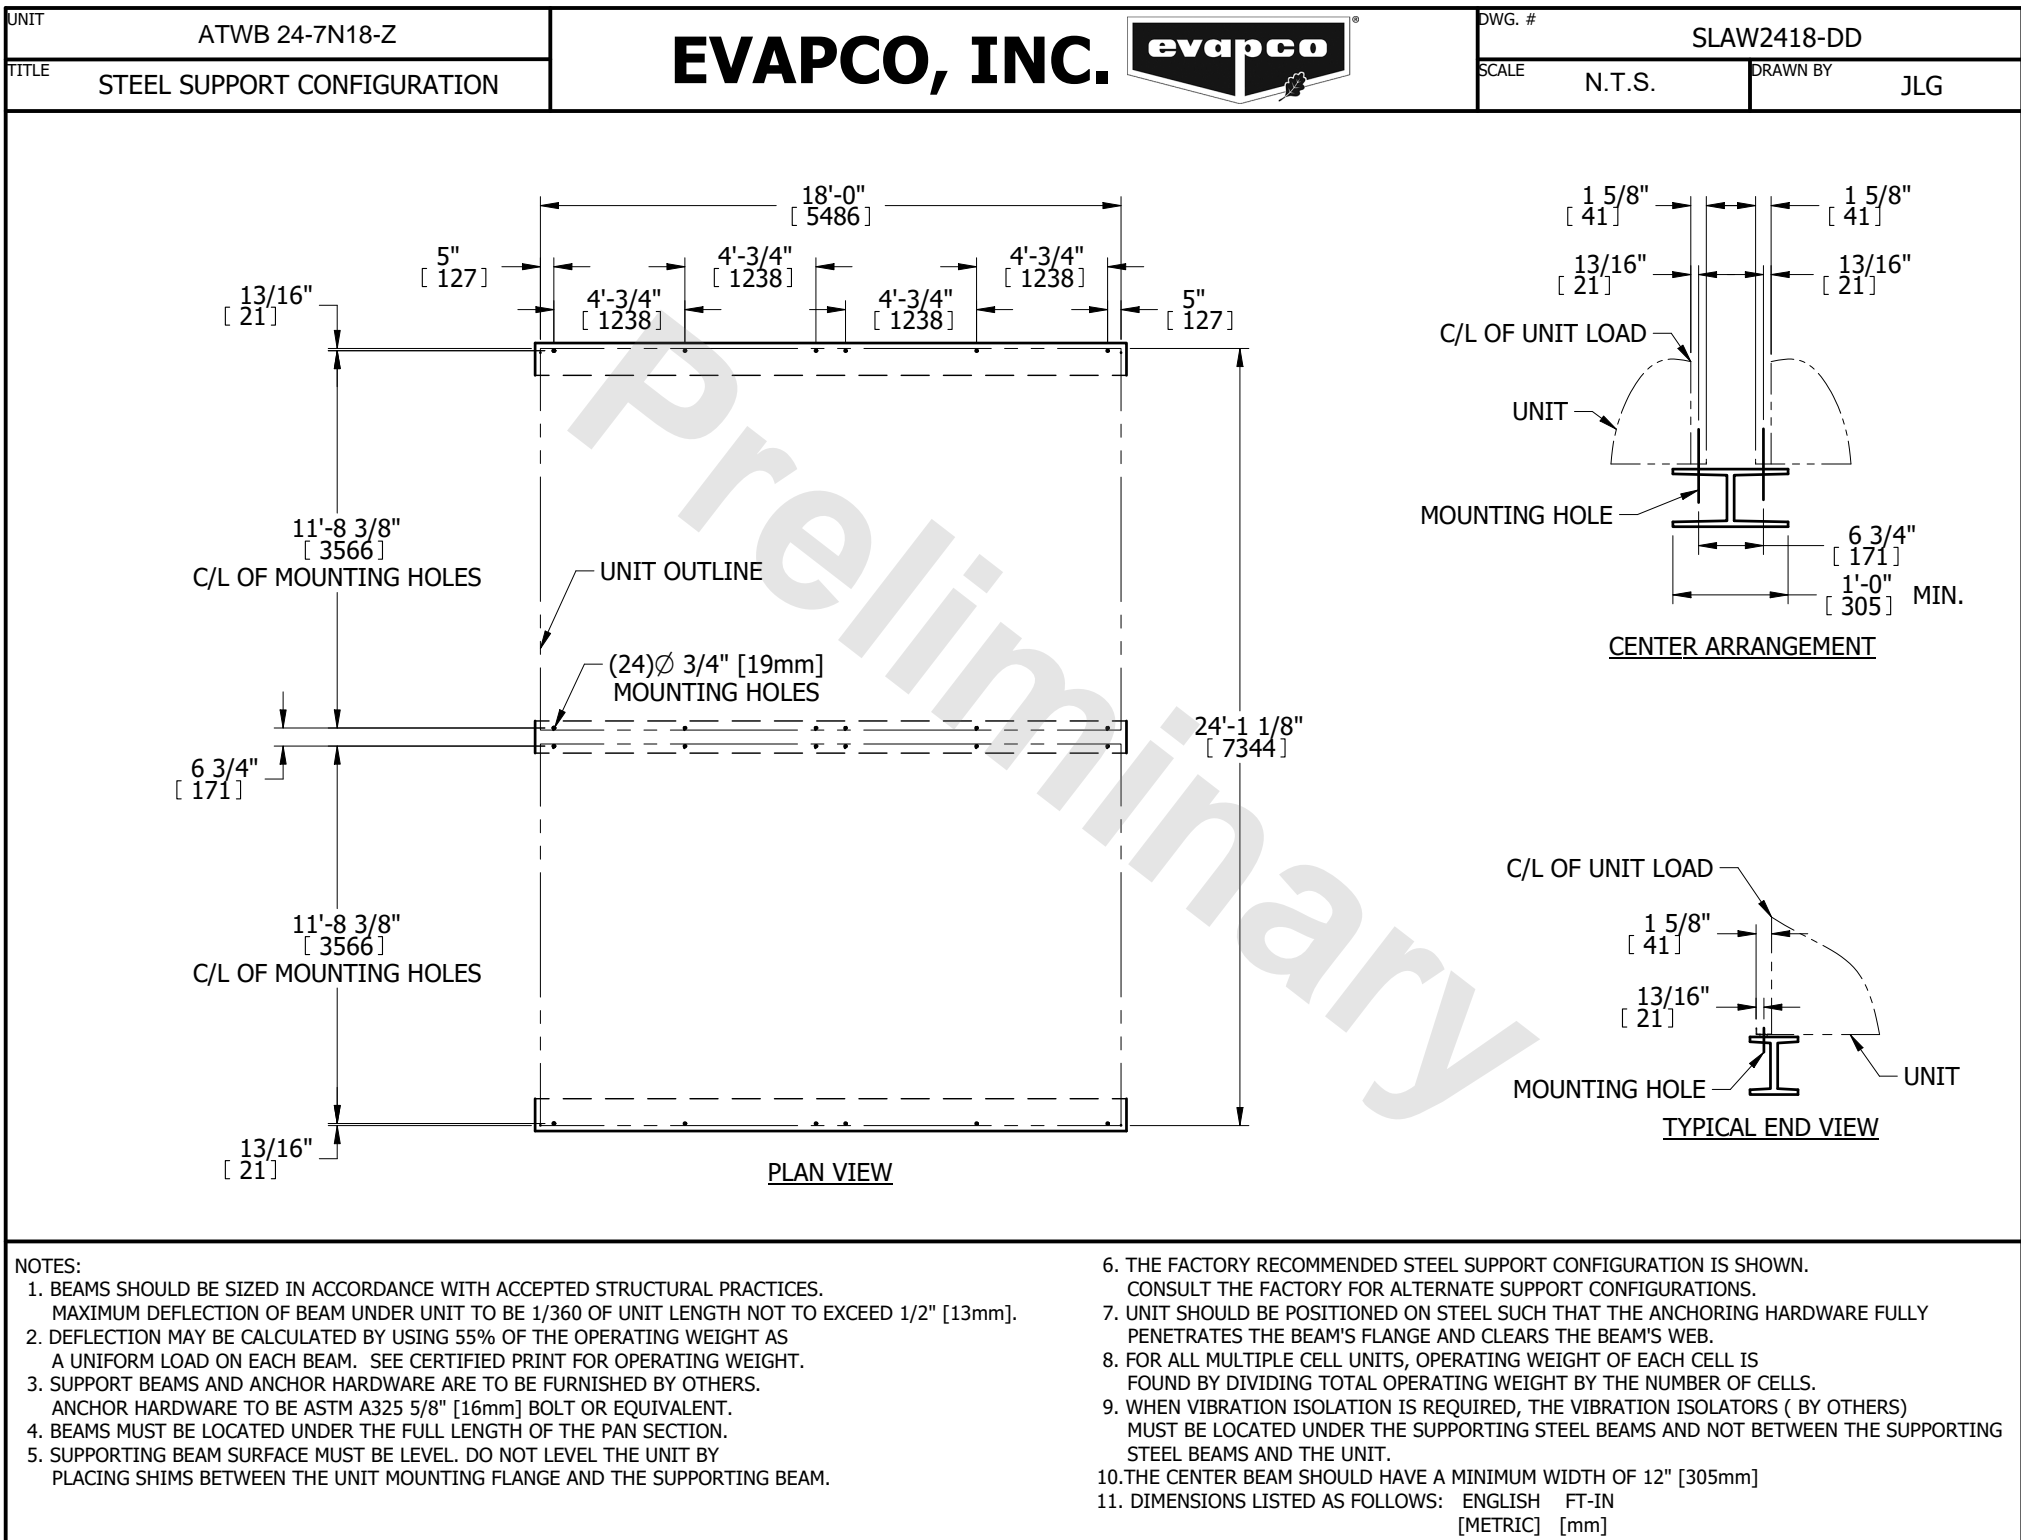 UNIT
ATWB 24-7N18-Z
TITLE
STEEL SUPPORT CONFIGURATION
EVAPCO, INC.
evapco
®
DWG. #
SLAW2418-DD
SCALE
N.T.S.
DRAWN BY
JLG
18'-0"
[ 5486 ]
5"
[ 127 ]
4'-3/4"
[ 1238 ]
4'-3/4"
[ 1238 ]
13/16"
[ 21 ]
4'-3/4"
[ 1238 ]
4'-3/4"
[ 1238 ]
5"
[ 127 ]
11'-8 3/8"
[ 3566 ]
C/L OF MOUNTING HOLES
UNIT OUTLINE
(24)Ø 3/4" [19mm]
MOUNTING HOLES
24'-1 1/8"
[ 7344 ]
6 3/4"
[ 171 ]
11'-8 3/8"
[ 3566 ]
C/L OF MOUNTING HOLES
13/16"
[ 21 ]
PLAN VIEW
Preliminary
1 5/8"
[ 41 ]
1 5/8"
[ 41 ]
13/16"
[ 21 ]
13/16"
[ 21 ]
C/L OF UNIT LOAD
UNIT
MOUNTING HOLE
6 3/4"
[ 171 ]
1'-0"
[ 305 ]
MIN.
CENTER ARRANGEMENT
C/L OF UNIT LOAD
1 5/8"
[ 41 ]
13/16"
[ 21 ]
MOUNTING HOLE
UNIT
TYPICAL END VIEW
NOTES:
1. BEAMS SHOULD BE SIZED IN ACCORDANCE WITH ACCEPTED STRUCTURAL PRACTICES.
MAXIMUM DEFLECTION OF BEAM UNDER UNIT TO BE 1/360 OF UNIT LENGTH NOT TO EXCEED 1/2" [13mm].
2. DEFLECTION MAY BE CALCULATED BY USING 55% OF THE OPERATING WEIGHT AS
A UNIFORM LOAD ON EACH BEAM. SEE CERTIFIED PRINT FOR OPERATING WEIGHT.
3. SUPPORT BEAMS AND ANCHOR HARDWARE ARE TO BE FURNISHED BY OTHERS.
ANCHOR HARDWARE TO BE ASTM A325 5/8" [16mm] BOLT OR EQUIVALENT.
4. BEAMS MUST BE LOCATED UNDER THE FULL LENGTH OF THE PAN SECTION.
5. SUPPORTING BEAM SURFACE MUST BE LEVEL. DO NOT LEVEL THE UNIT BY
PLACING SHIMS BETWEEN THE UNIT MOUNTING FLANGE AND THE SUPPORTING BEAM.
6. THE FACTORY RECOMMENDED STEEL SUPPORT CONFIGURATION IS SHOWN.
CONSULT THE FACTORY FOR ALTERNATE SUPPORT CONFIGURATIONS.
7. UNIT SHOULD BE POSITIONED ON STEEL SUCH THAT THE ANCHORING HARDWARE FULLY
PENETRATES THE BEAM'S FLANGE AND CLEARS THE BEAM'S WEB.
8. FOR ALL MULTIPLE CELL UNITS, OPERATING WEIGHT OF EACH CELL IS
FOUND BY DIVIDING TOTAL OPERATING WEIGHT BY THE NUMBER OF CELLS.
9. WHEN VIBRATION ISOLATION IS REQUIRED, THE VIBRATION ISOLATORS ( BY OTHERS)
MUST BE LOCATED UNDER THE SUPPORTING STEEL BEAMS AND NOT BETWEEN THE SUPPORTING
STEEL BEAMS AND THE UNIT.
10.THE CENTER BEAM SHOULD HAVE A MINIMUM WIDTH OF 12" [305mm]
11. DIMENSIONS LISTED AS FOLLOWS: ENGLISH FT-IN
[METRIC] [mm]